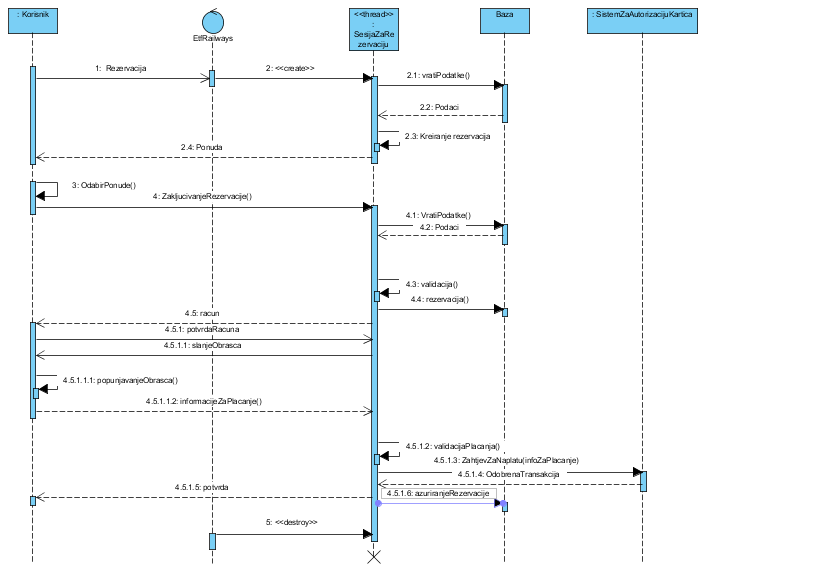 : Korisnik
EtfRailways
<<thread>>
:
SesijaZaRe
zervaciju
Baza
: SistemZaAutorizacijuKartica
1: Rezervacija
2: <<create>>
2.1: vratiPodatke()
2.2: Podaci
2.3: Kreiranje rezervacija
2.4: Ponuda
3: OdabirPonude()
4: ZakljucivanjeRezervacije()
4.1: VratiPodatke()
4.2: Podaci
4.3: validacija()
4.4: rezervacija()
4.5: racun
4.5.1: potvrdaRacuna
4.5.1.1: slanjeObrasca
4.5.1.1.1: popunjavanjeObrasca()
4.5.1.1.2: informacijeZaPlacanje()
4.5.1.2: validacijaPlacanja()
4.5.1.3: ZahtjevZaNaplatu(infoZaPlacanje)
4.5.1.4: OdobrenaTransakcija
4.5.1.5: potvrda
4.5.1.6: azuriranjeRezervacije
5: <<destroy>>